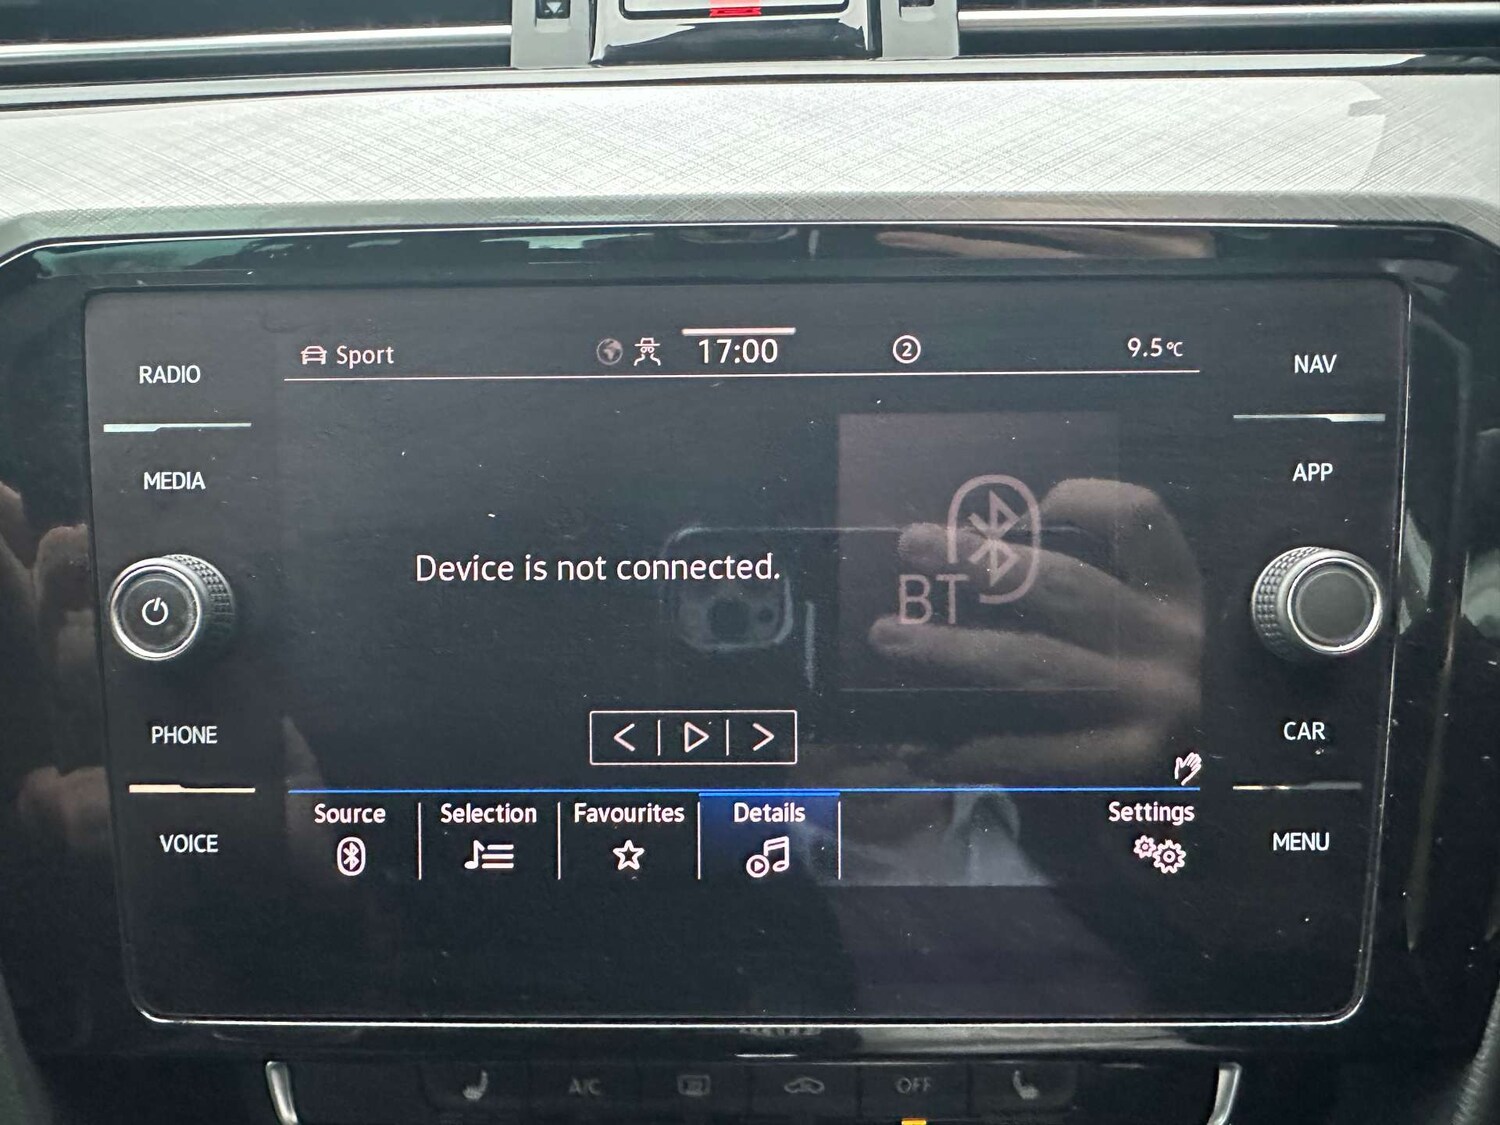 Sport 17:00 2 9.5°C
RADIO
MEDIA
PHONE
VOICE
NAV
APP
CAR
MENU
Device is not connected.
BT
Source Selection Favourites Details Settings
A/C OFF